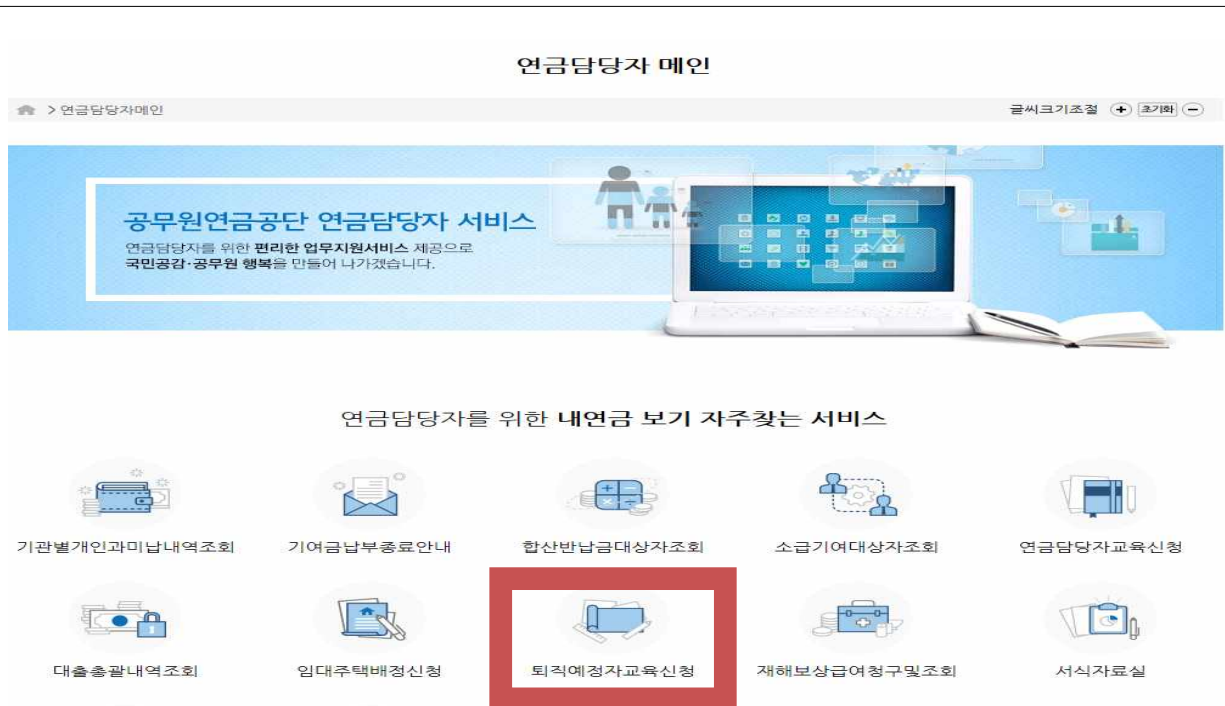 연금담당자 메인
>연금담당자메인
글씨크기조절 + 초기화 -
공무원연금공단 연금담당자 서비스
연금담당자를 위한 편리한 업무지원서비스 제공으로
국민공감·공무원 행복을 만들어 나가겠습니다.
연금담당자를 위한 내연금 보기 자주찾는 서비스
기관별개인과미납내역조회 기여금납부종료안내 합산반납금대상자조회 소급기여대상자조회 연금담당자교육신청
대출총괄내역조회 임대주택배정신청 퇴직예정자교육신청 재해보상급여청구및조회 서식자료실